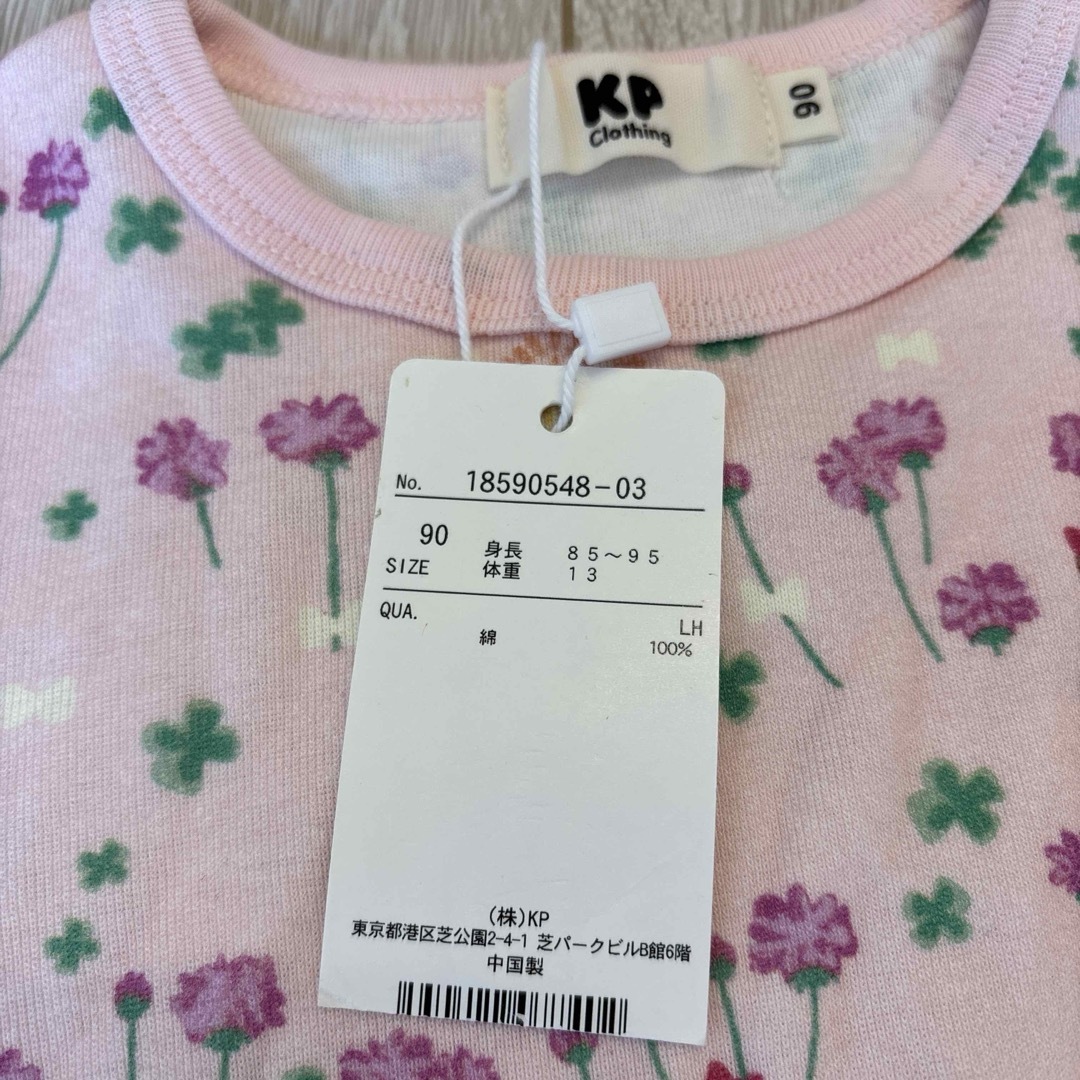 KP
Clothing
90
No. 18590548-03
90
SIZE
身長 85～95
体重 13
QUA.
LH
綿 100%
(株)KP
東京都港区芝公園2-4-1 芝パークビルB館6階
中国製